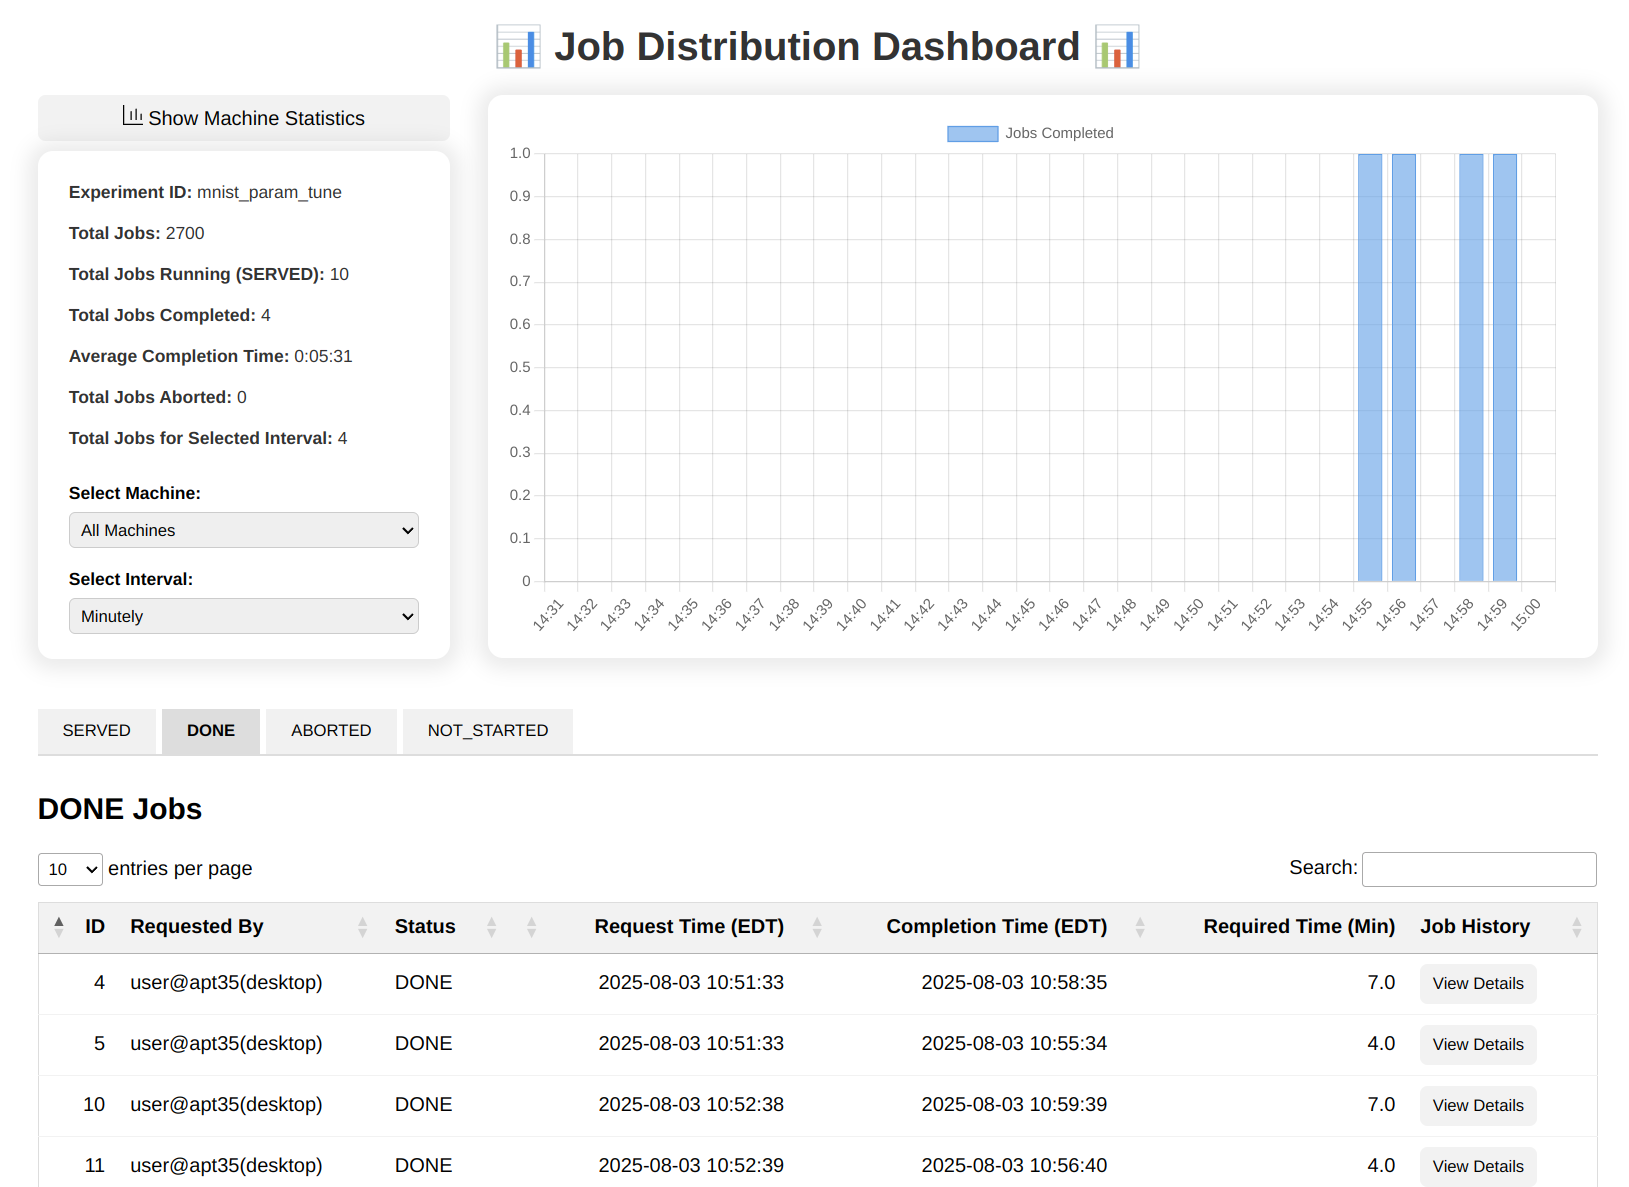 📊 Job Distribution Dashboard 📊
Show Machine Statistics
Experiment ID: mnist_param_tune
Total Jobs: 2700
Total Jobs Running (SERVED): 10
Total Jobs Completed: 4
Average Completion Time: 0:05:31
Total Jobs Aborted: 0
Total Jobs for Selected Interval: 4
Select Machine:
All Machines
Select Interval:
Minutely
Jobs Completed
1.0
0.9
0.8
0.7
0.6
0.5
0.4
0.3
0.2
0.1
0
14:31 14:32 14:33 14:34 14:35 14:36 14:37 14:38 14:39 14:40 14:41 14:42 14:43 14:44 14:45 14:46 14:47 14:48 14:49 14:50 14:51 14:52 14:53 14:54 14:55 14:56 14:57 14:58 14:59 15:00
SERVED DONE ABORTED NOT_STARTED
DONE Jobs
10 entries per page Search:
ID Requested By Status Request Time (EDT) Completion Time (EDT) Required Time (Min) Job History
4 user@apt35(desktop) DONE 2025-08-03 10:51:33 2025-08-03 10:58:35 7.0 View Details
5 user@apt35(desktop) DONE 2025-08-03 10:51:33 2025-08-03 10:55:34 4.0 View Details
10 user@apt35(desktop) DONE 2025-08-03 10:52:38 2025-08-03 10:59:39 7.0 View Details
11 user@apt35(desktop) DONE 2025-08-03 10:52:39 2025-08-03 10:56:40 4.0 View Details